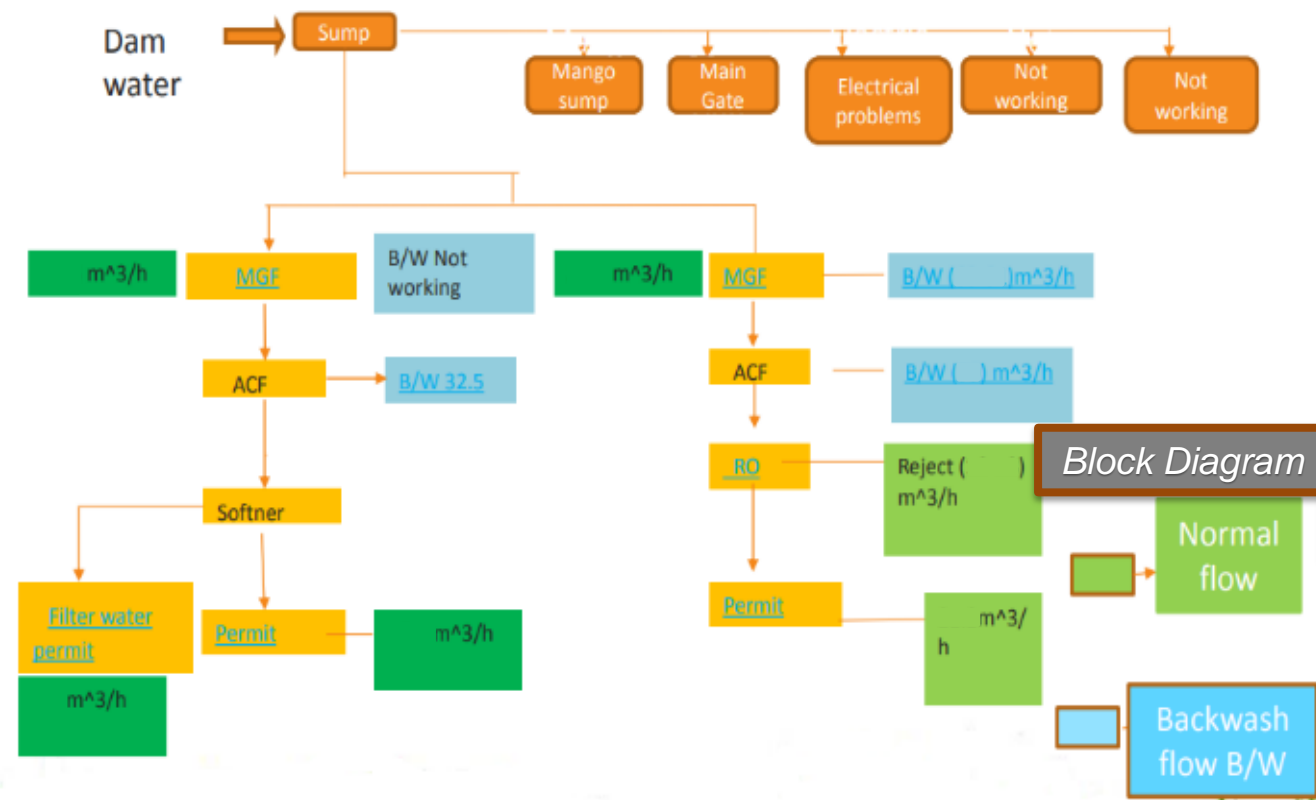 Dam
water
Sump
Mango
sump
Main
Gate
Electrical
problems
Not
working
Not
working
m^3/h
MGF
B/W Not
working
m^3/h
MGF
B/W ( .)m^3/h
ACF
B/W 32.5
ACF
B/W ( ) m^3/h
RO
Reject ( )
m^3/h
Block Diagram
Softner
Normal
flow
Filter water
permit
Permit
m^3/h
Permit
m^3/
h
m^3/h
Backwash
flow B/W